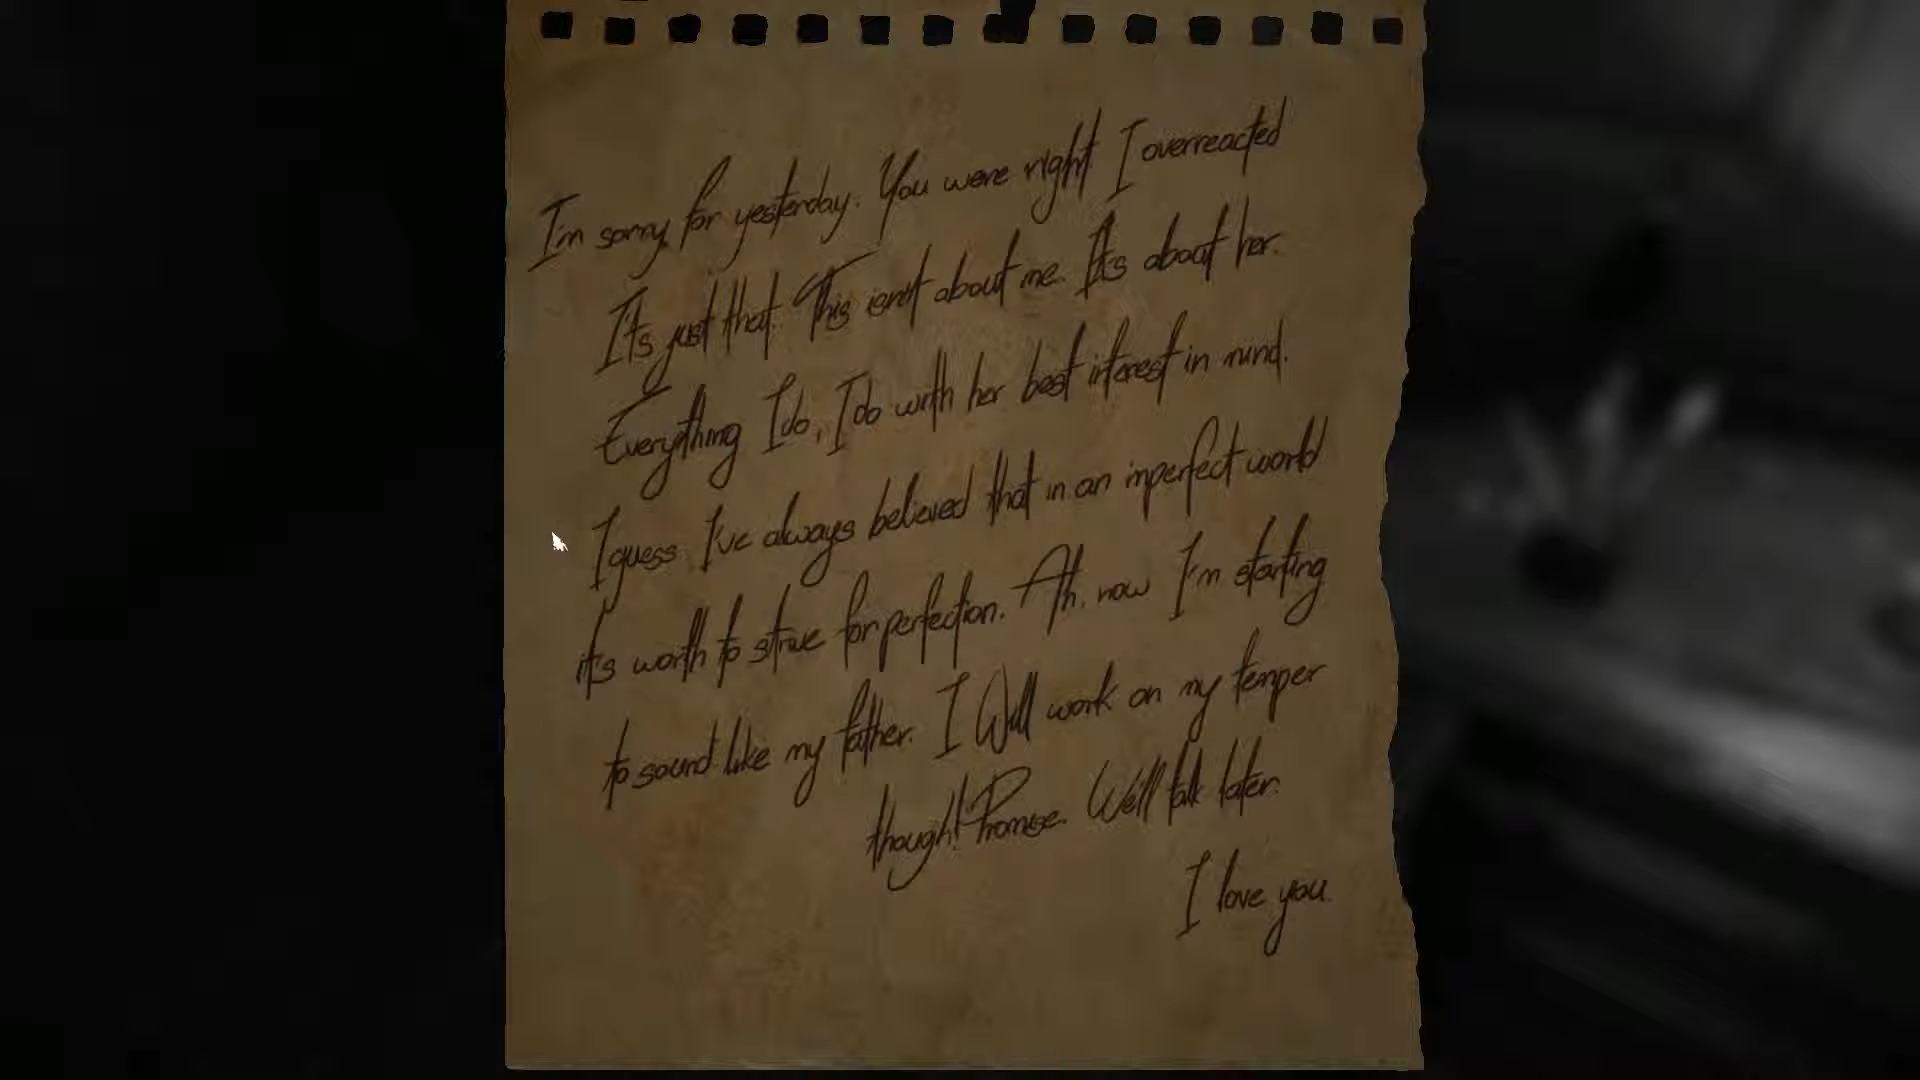 I'm sorry for yesterday. You were right I overreacted
It's just that. This isn't about me. It's about her.
Everything I do, I do with her best interest in mind.
I guess I've always believed that in an imperfect world
it's worth to strive for perfection. Ah, now I'm starting
to sound like my father. I Will work on my temper
though! Promise. We'll talk later.
I love you.